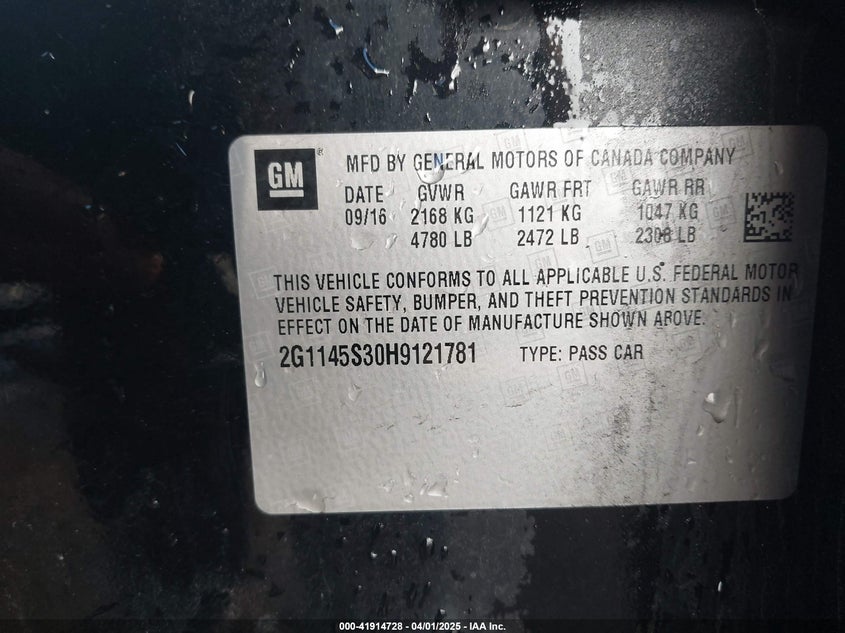 GM
MFD BY GENERAL MOTORS OF CANADA COMPANY
DATE GVWR GAWR FRT GAWR RR
09/16 2168 KG 1121 KG 1047 KG
4780 LB 2472 LB 2308 LB
THIS VEHICLE CONFORMS TO ALL APPLICABLE U.S. FEDERAL MOTOR
VEHICLE SAFETY, BUMPER, AND THEFT PREVENTION STANDARDS IN
EFFECT ON THE DATE OF MANUFACTURE SHOWN ABOVE.
2G1145S30H9121781 TYPE: PASS CAR
000-41914728 - 04/01/2025 - IAA Inc.